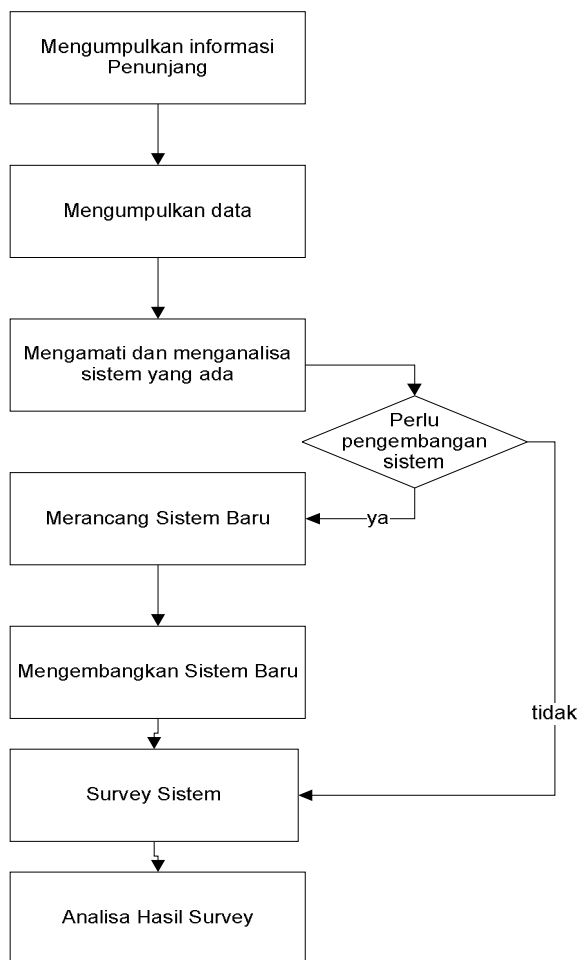 Mengumpulkan informasi
Penunjang
Mengumpulkan data
Mengamati dan menganalisa
sistem yang ada
Perlu
pengembangan
sistem
Merancang Sistem Baru
ya
Mengembangkan Sistem Baru
tidak
Survey Sistem
Analisa Hasil Survey